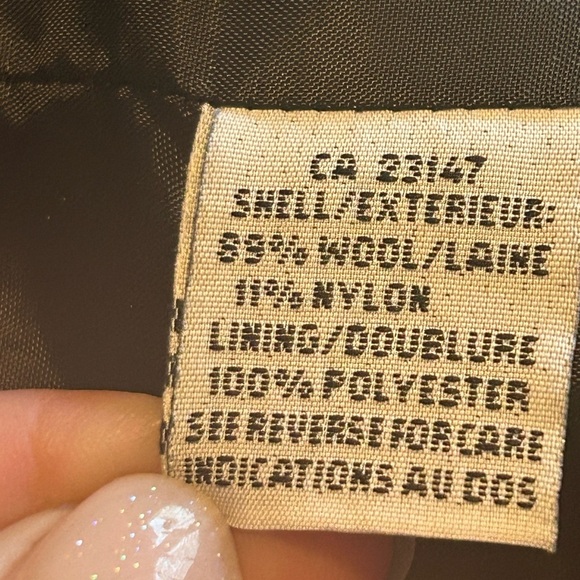 CA 23147
SHELL/EXTERIEUR:
89% WOOL/LAINE
11% NYLON
LINING/DOUBLURE
100% POLYESTER
SEE REVERSE FOR CARE
INDICATIONS AU DOS